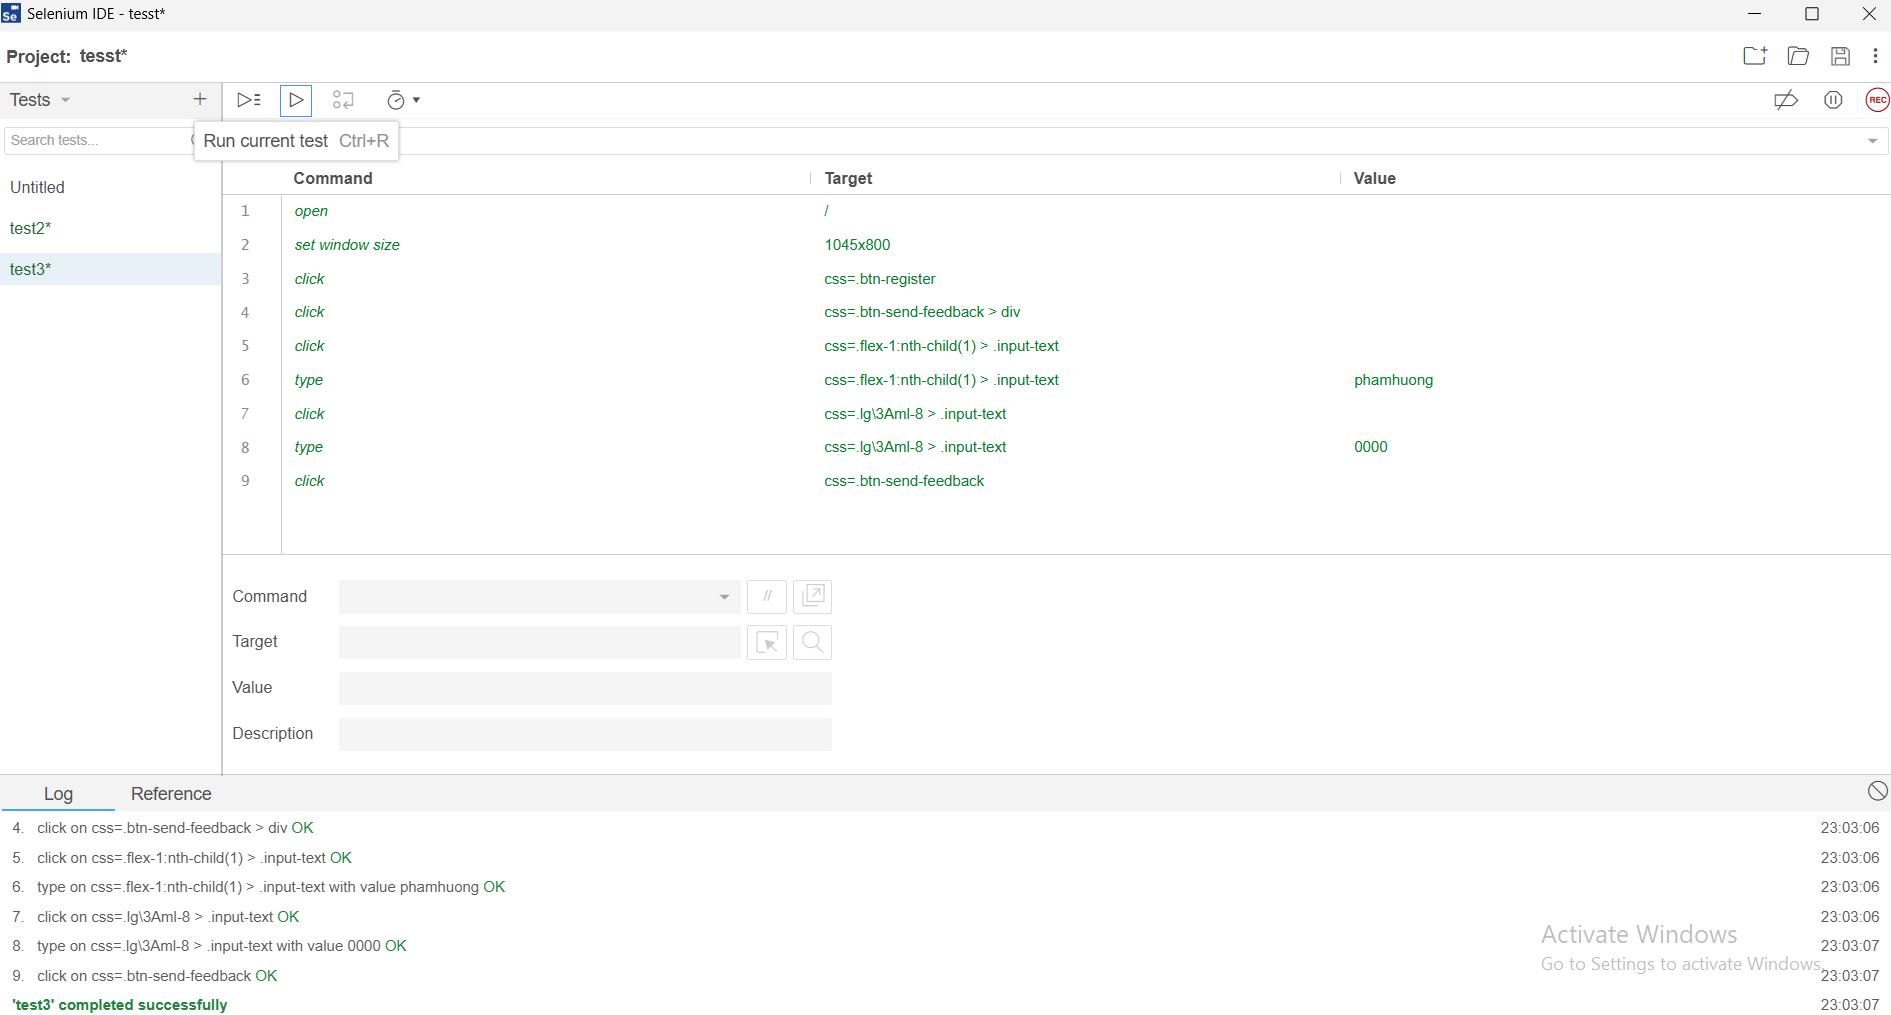 Se Selenium IDE - tesst*
Project: tesst*
Tests
REC
Search tests...
Run current test Ctrl+R
Command Target Value
Untitled
test2*
test3*
1 open /
2 set window size 1045x800
3 click css=.btn-register
4 click css=.btn-send-feedback > div
5 click css=.flex-1:nth-child(1) > .input-text
6 type css=.flex-1:nth-child(1) > .input-text phamhuong
7 click css=.lg\3Aml-8 > .input-text
8 type css=.lg\3Aml-8 > .input-text 0000
9 click css=.btn-send-feedback
Command //
Target
Value
Description
Log Reference
4. click on css=.btn-send-feedback > div OK 23:03:06
5. click on css=.flex-1:nth-child(1) > .input-text OK 23:03:06
6. type on css=.flex-1:nth-child(1) > .input-text with value phamhuong OK 23:03:06
7. click on css=.lg\3Aml-8 > .input-text OK 23:03:06
8. type on css=.lg\3Aml-8 > .input-text with value 0000 OK 23:03:07
9. click on css=.btn-send-feedback OK 23:03:07
'test3' completed successfully 23:03:07
Activate Windows
Go to Settings to activate Windows.